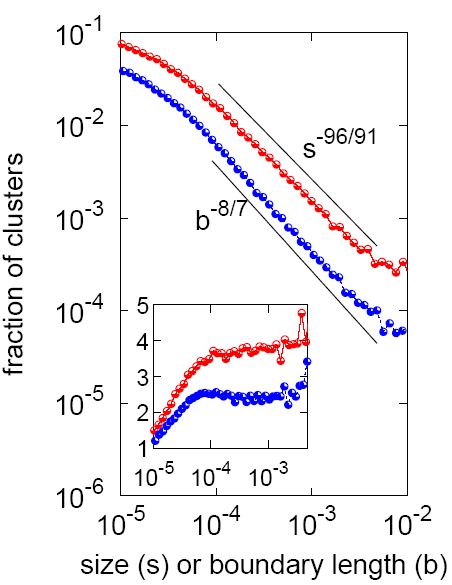 10^-1
10^-2
10^-3
10^-4
10^-5
10^-6
fraction of clusters
s^-96/91
b^-8/7
5
4
3
2
1
10^-5 10^-4 10^-3
10^-5 10^-4 10^-3 10^-2
size (s) or boundary length (b)